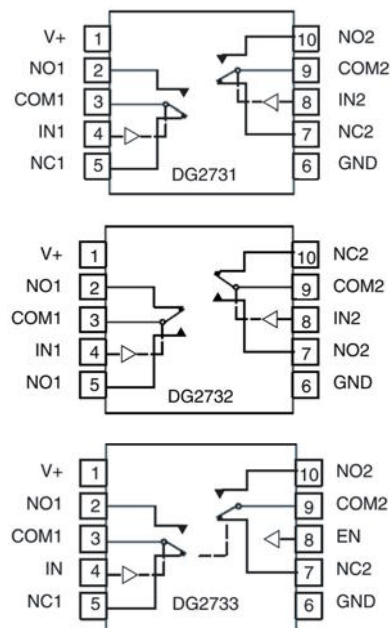 V+ 1 10 NO2
NO1 2 9 COM2
COM1 3 8 IN2
IN1 4 7 NC2
NC1 5 6 GND
DG2731
V+ 1 10 NC2
NO1 2 9 COM2
COM1 3 8 IN2
IN1 4 7 NO2
NO1 5 6 GND
DG2732
V+ 1 10 NO2
NO1 2 9 COM2
COM1 3 8 EN
IN 4 7 NC2
NC1 5 6 GND
DG2733